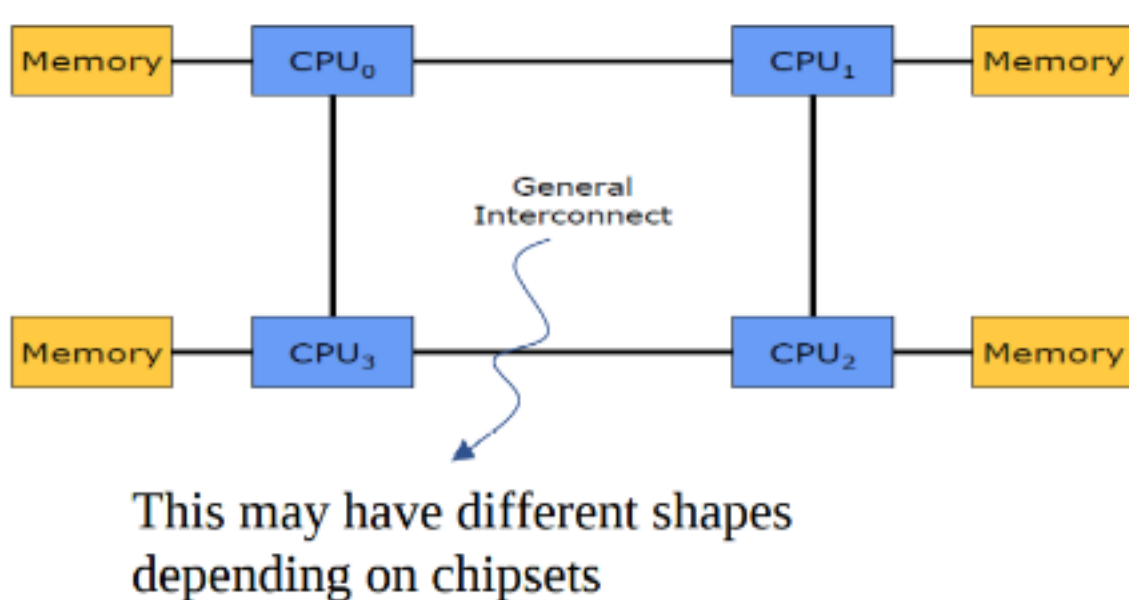 Memory CPU₀ CPU₁ Memory
General
Interconnect
Memory CPU₃ CPU₂ Memory
This may have different shapes
depending on chipsets